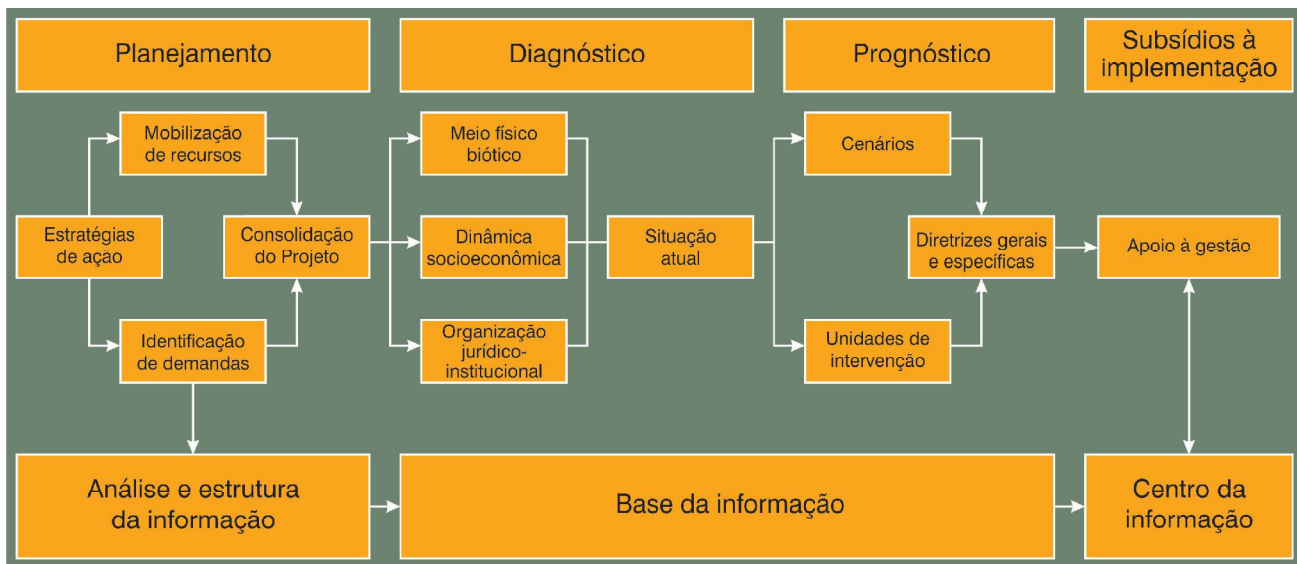 Planejamento
Diagnóstico
Prognóstico
Subsídios à
implementação
Mobilização
de recursos
Meio físico
biótico
Cenários
Estratégias
de ação
Consolidação
do Projeto
Dinâmica
socioeconômica
Situação
atual
Diretrizes gerais
e específicas
Apoio à gestão
Identificação
de demandas
Organização
jurídico-
institucional
Unidades de
intervenção
Análise e estrutura
da informação
Base da informação
Centro da
informação